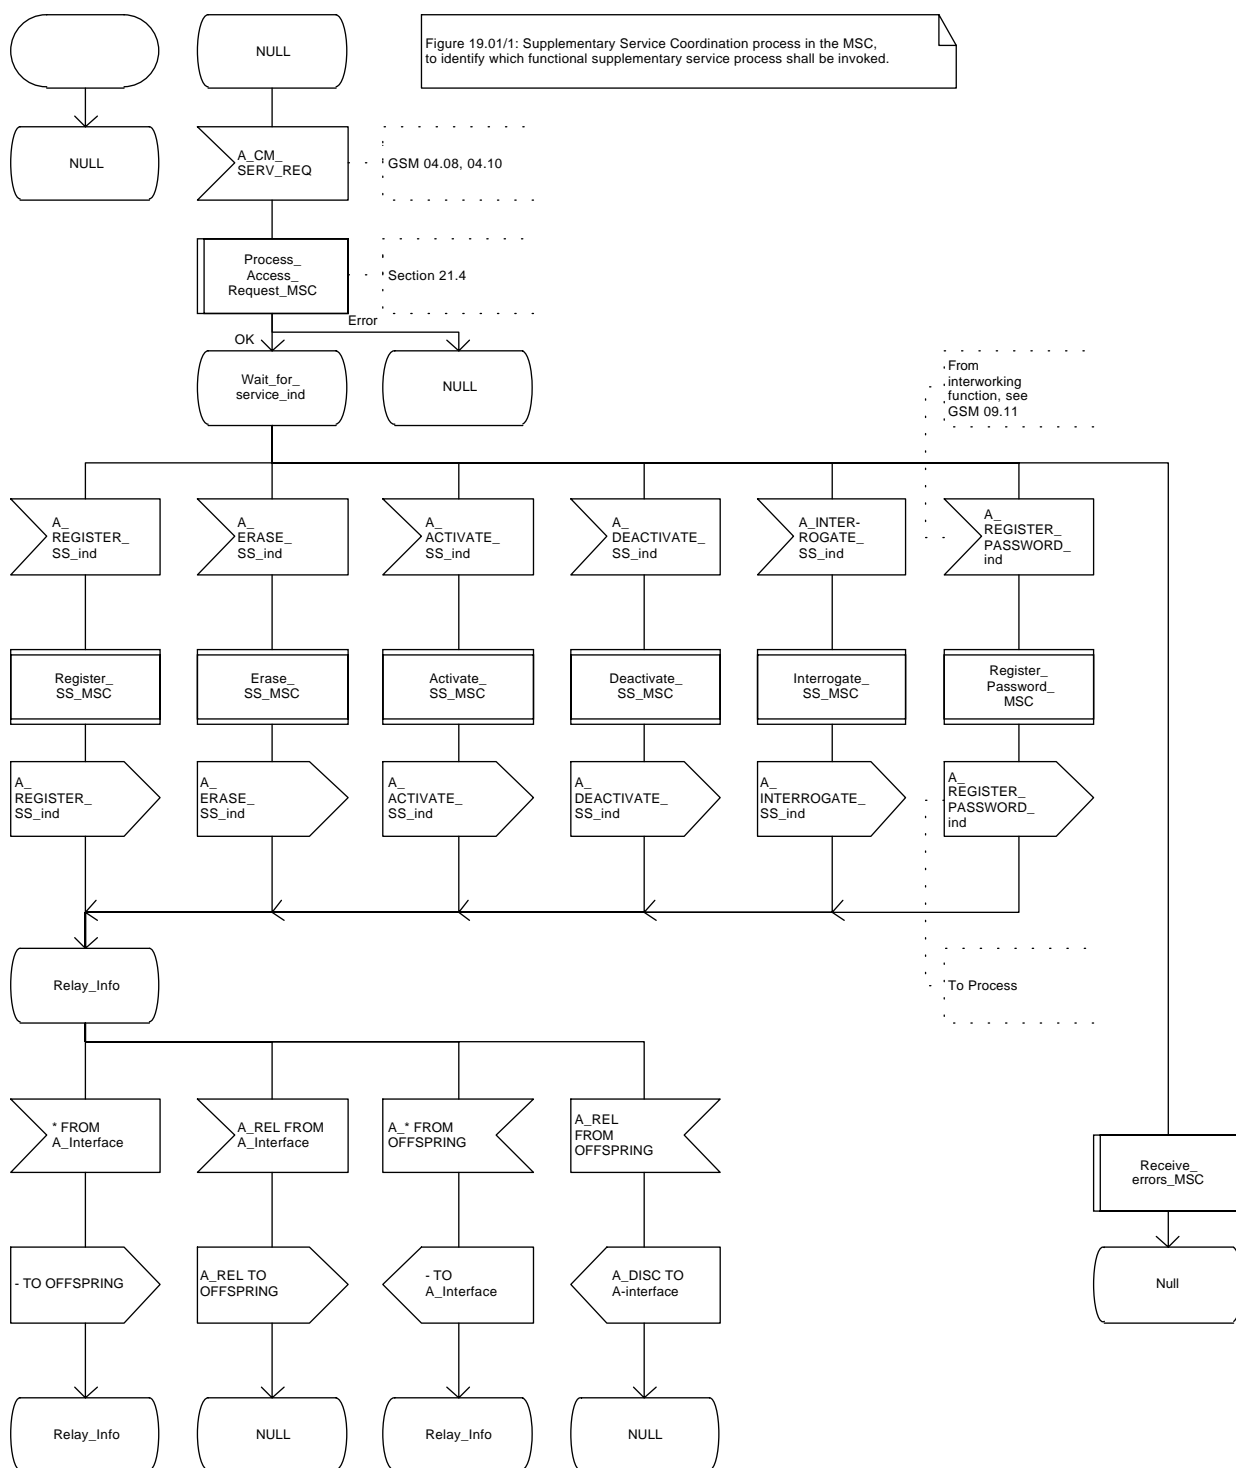 NULL
Figure 19.01/1: Supplementary Service Coordination process in the MSC,
to identify which functional supplementary service process shall be invoked.
NULL
A_CM_
SERV_REQ
GSM 04.08, 04.10
Process_
Access_
Request_MSC
Section 21.4
Error
OK
Wait_for_
service_ind
NULL
From
interworking
function, see
GSM 09.11
A_
REGISTER_
SS_ind
A_
ERASE_
SS_ind
A_
ACTIVATE_
SS_ind
A_
DEACTIVATE_
SS_ind
A_INTER-
ROGATE_
SS_ind
A_
REGISTER_
PASSWORD_
ind
Register_
SS_MSC
Erase_
SS_MSC
Activate_
SS_MSC
Deactivate_
SS_MSC
Interrogate_
SS_MSC
Register_
Password_
MSC
A_
REGISTER_
SS_ind
A_
ERASE_
SS_ind
A_
ACTIVATE_
SS_ind
A_
DEACTIVATE_
SS_ind
A_
INTERROGATE_
SS_ind
A_
REGISTER_
PASSWORD_
ind
Relay_Info
To Process
* FROM
A_Interface
A_REL FROM
A_Interface
A_* FROM
OFFSPRING
A_REL
FROM
OFFSPRING
Receive_
errors_MSC
- TO OFFSPRING
A_REL TO
OFFSPRING
- TO
A_Interface
A_DISC TO
A-interface
Null
Relay_Info
NULL
Relay_Info
NULL